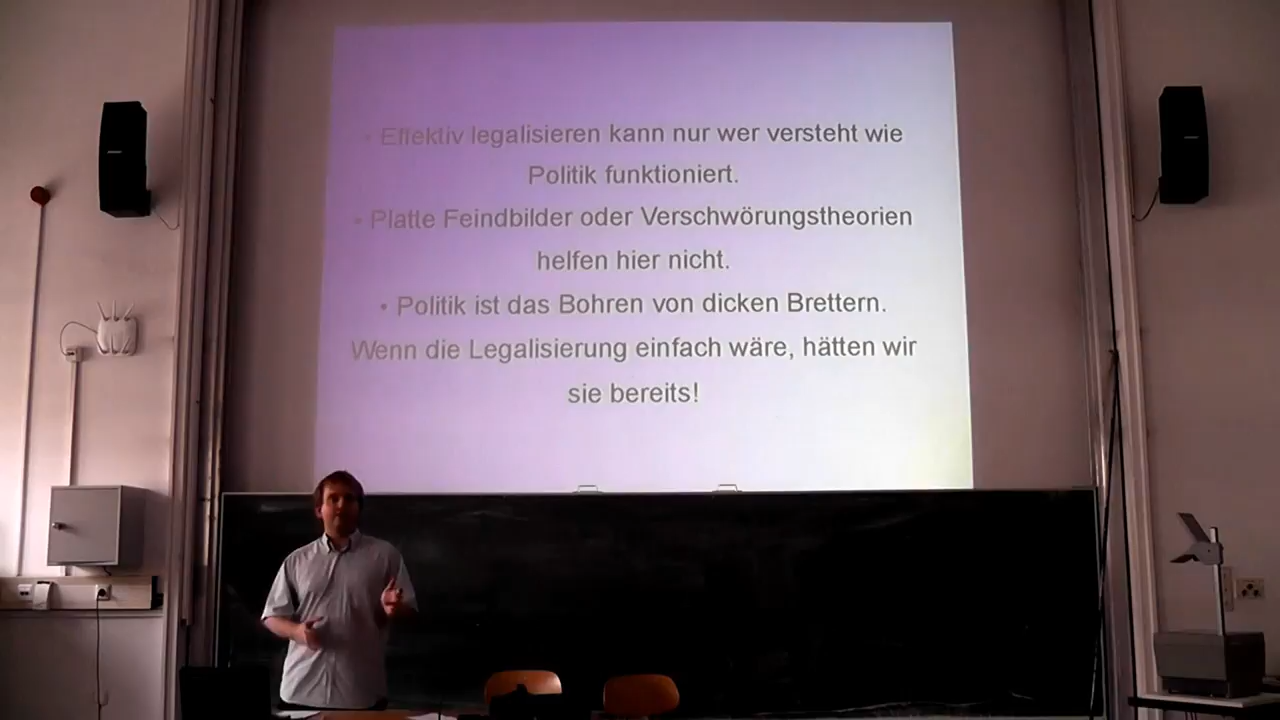 • Effektiv legalisieren kann nur wer versteht wie
Politik funktioniert.
• Platte Feindbilder oder Verschwörungstheorien
helfen hier nicht.
• Politik ist das Bohren von dicken Brettern.
Wenn die Legalisierung einfach wäre, hätten wir
sie bereits!